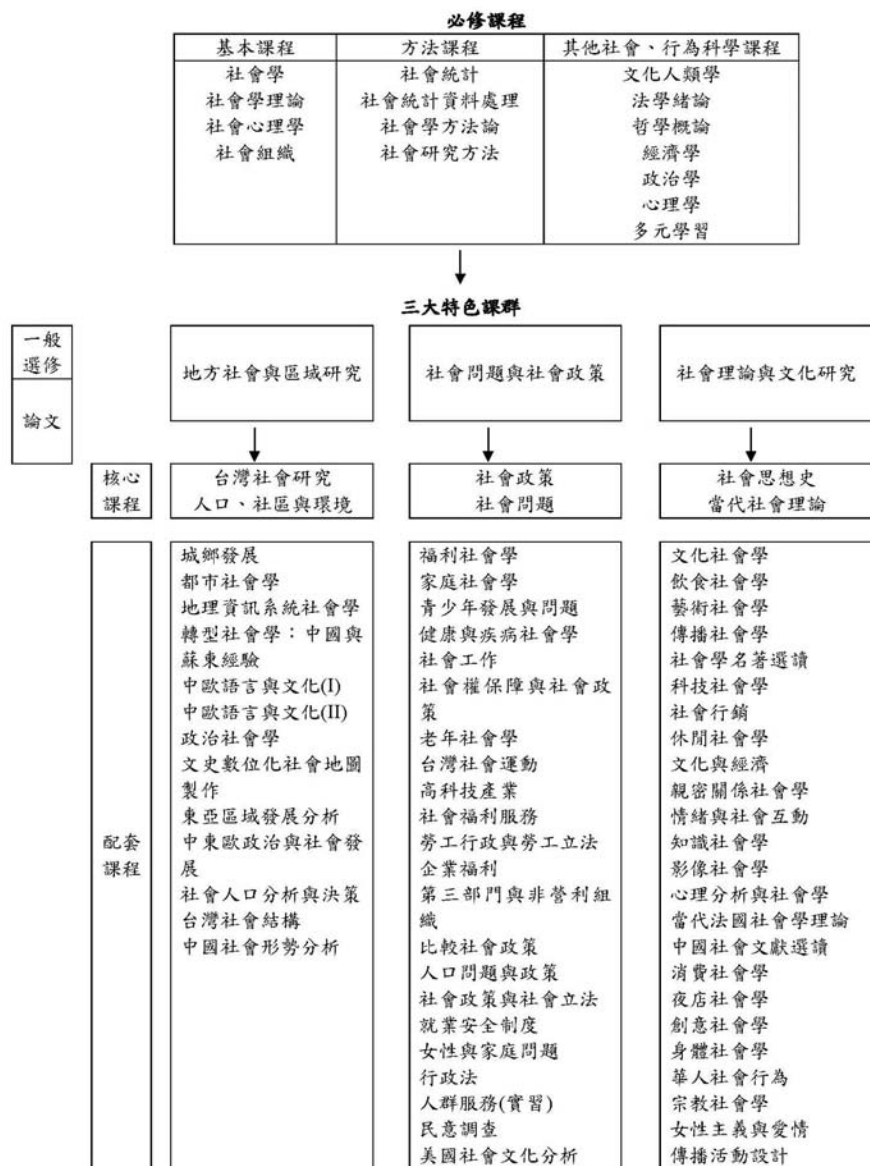 必修課程
基本課程
社會學
社會學理論
社會心理學
社會組織
方法課程
社會統計
社會統計資料處理
社會學方法論
社會研究方法
其他社會、行為科學課程
文化人類學
法學緒論
哲學概論
經濟學
政治學
心理學
多元學習
三大特色課群
一般
選修
論文
地方社會與區域研究
社會問題與社會政策
社會理論與文化研究
核心
課程
台灣社會研究
人口、社區與環境
社會政策
社會問題
社會思想史
當代社會理論
配套
課程
城鄉發展
都市社會學
地理資訊系統社會學
轉型社會學：中國與
蘇東經驗
中歐語言與文化(I)
中歐語言與文化(II)
政治社會學
文史數位化社會地圖
製作
東亞區域發展分析
中東歐政治與社會發
展
社會人口分析與決策
台灣社會結構
中國社會形勢分析
福利社會學
家庭社會學
青少年發展與問題
健康與疾病社會學
社會工作
社會權保障與社會政
策
老年社會學
台灣社會運動
高科技產業
社會福利服務
勞工行政與勞工立法
企業福利
第三部門與非營利組
織
比較社會政策
人口問題與政策
社會政策與社會立法
就業安全制度
女性與家庭問題
行政法
人群服務(實習)
民意調查
美國社會文化分析
文化社會學
飲食社會學
藝術社會學
傳播社會學
社會學名著選讀
科技社會學
社會行銷
休閒社會學
文化與經濟
親密關係社會學
情緒與社會互動
知識社會學
影像社會學
心理分析與社會學
當代法國社會學理論
中國社會文獻選讀
消費社會學
夜店社會學
創意社會學
身體社會學
華人社會行為
宗教社會學
女性主義與愛情
傳播活動設計